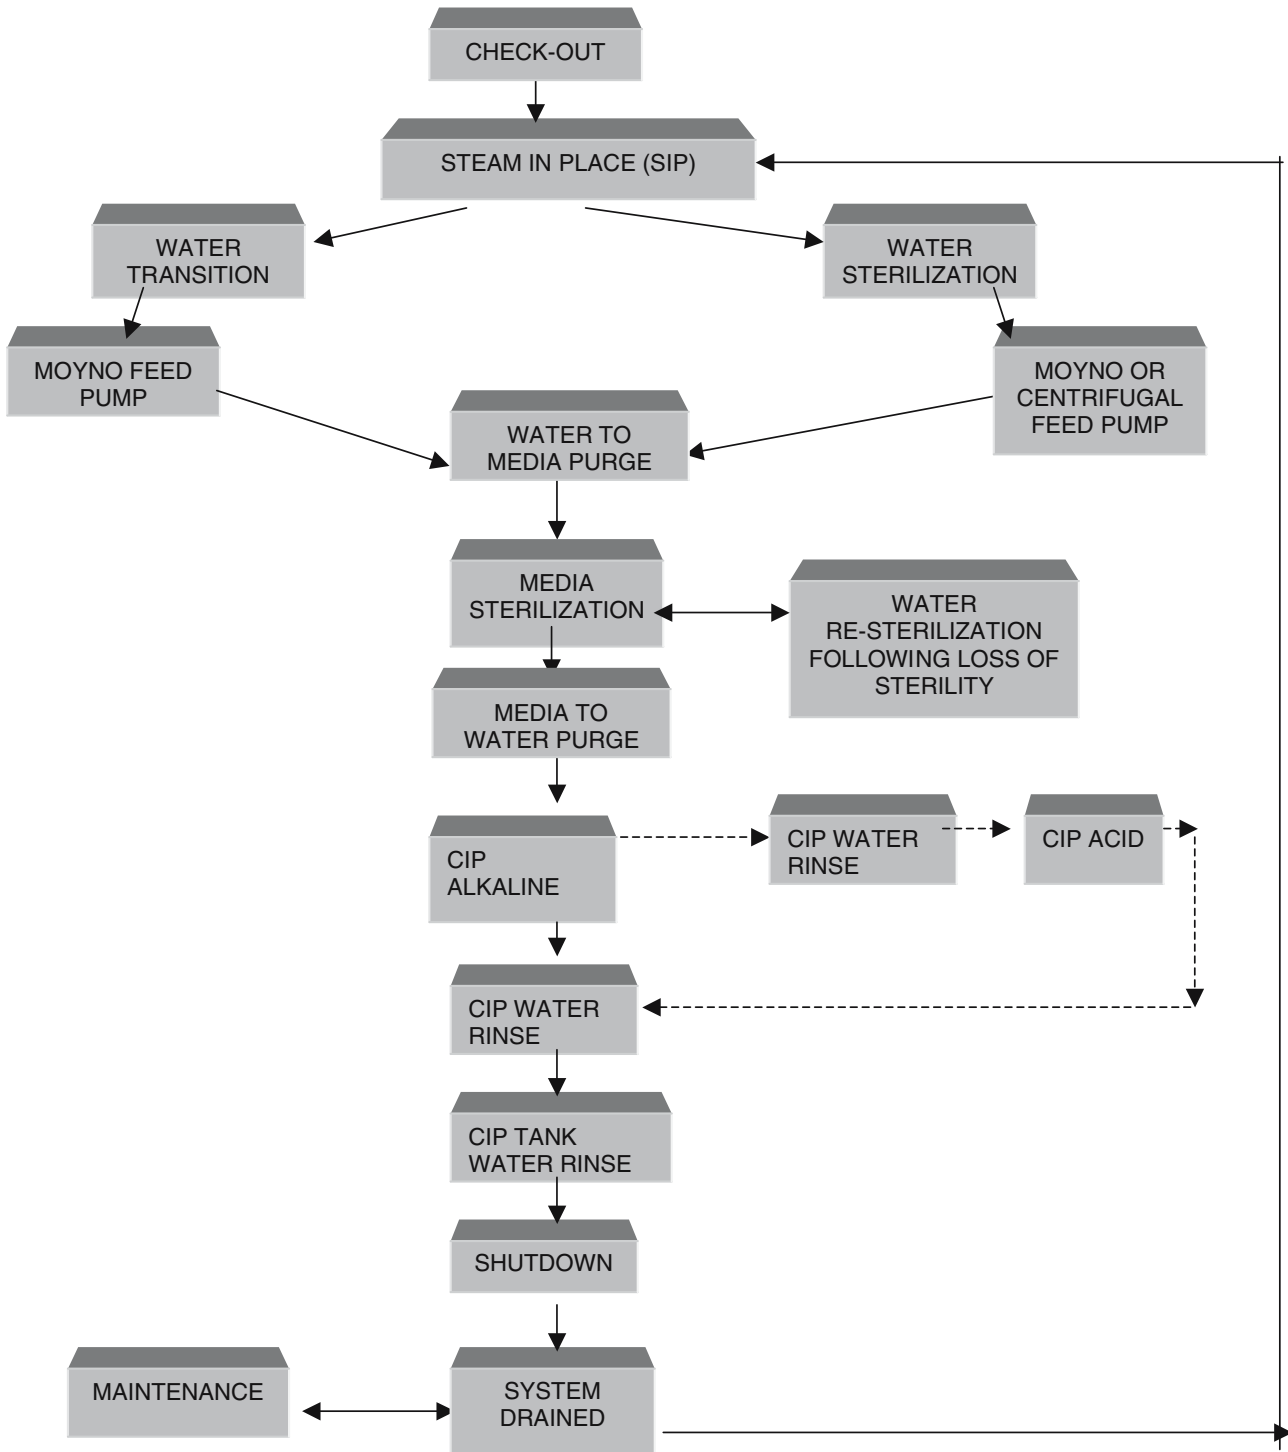 CHECK-OUT
STEAM IN PLACE (SIP)
WATER
TRANSITION
WATER
STERILIZATION
MOYNO FEED
PUMP
MOYNO OR
CENTRIFUGAL
FEED PUMP
WATER TO
MEDIA PURGE
MEDIA
STERILIZATION
WATER
RE-STERILIZATION
FOLLOWING LOSS OF
STERILITY
MEDIA TO
WATER PURGE
CIP
ALKALINE
CIP WATER
RINSE
CIP ACID
CIP WATER
RINSE
CIP TANK
WATER RINSE
SHUTDOWN
MAINTENANCE
SYSTEM
DRAINED